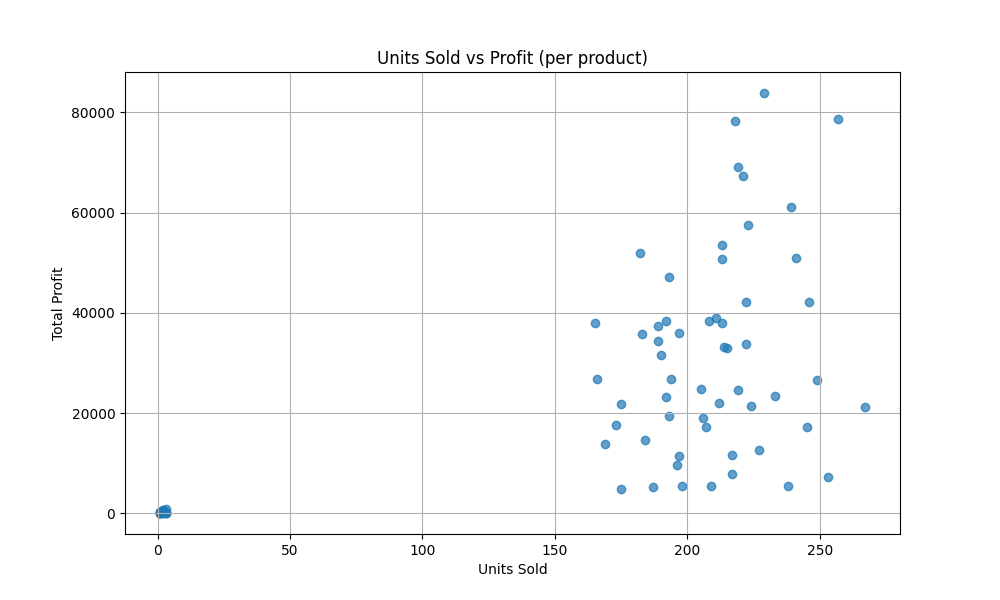 Units Sold vs Profit (per product)
80000
60000
40000
20000
0
Total Profit
0 50 100 150 200 250
Units Sold